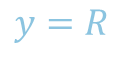 y = R